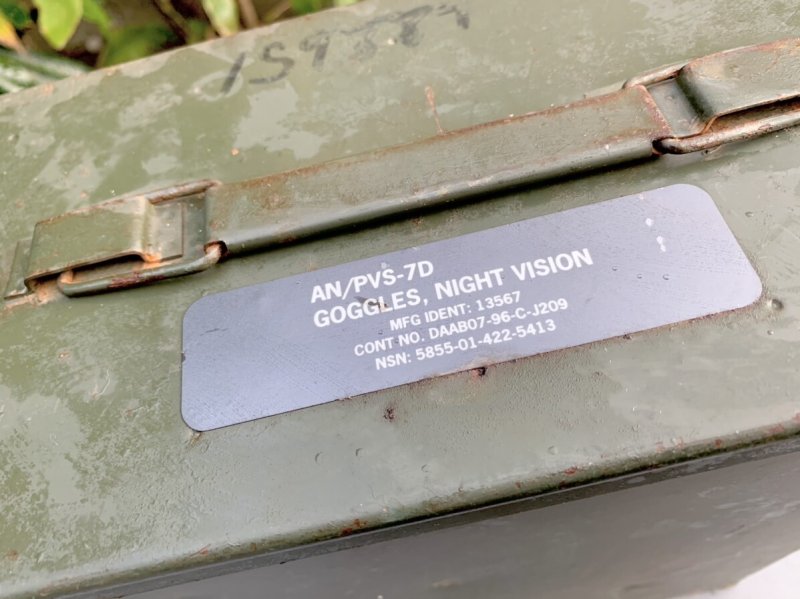 AN/PVS-7D
GOGGLES, NIGHT VISION
MFG IDENT: 13567
CONT-NO. DAAB07-96-C-J209
NSN: 5855-01-422-5413